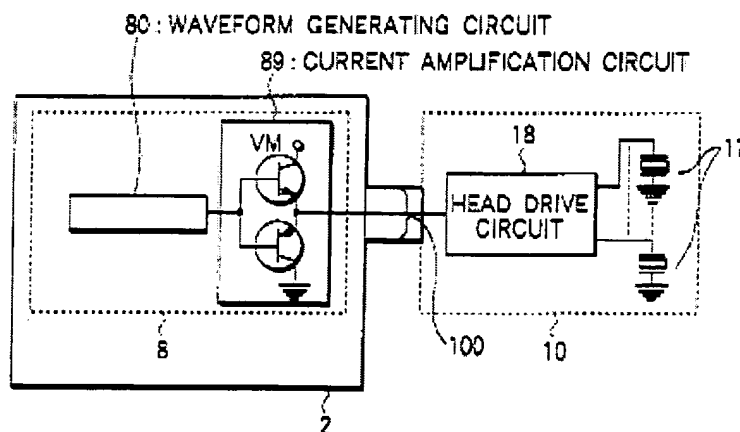 80: WAVEFORM GENERATING CIRCUIT
89: CURRENT AMPLIFICATION CIRCUIT
VM
18
17
HEAD DRIVE
CIRCUIT
8
100
10
2